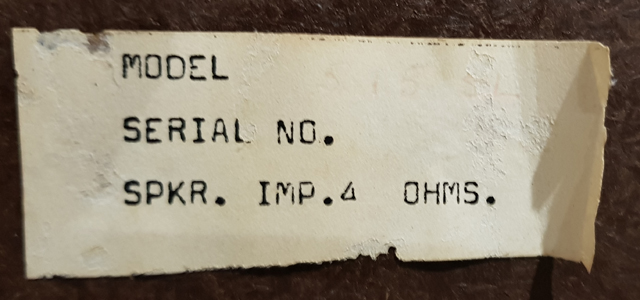 MODEL
SERIAL NO.
SPKR. IMP.4 OHMS.